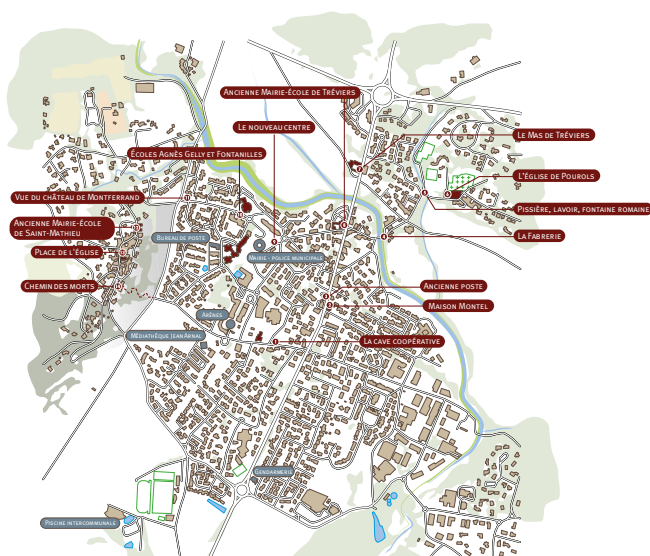 Ancienne Mairie-École de Tréviers
Le nouveau centre
Le Mas de Tréviers
Écoles Agnès Gelly et Fontanilles
L'église de Pourols
Vue du château de Montferrand
Pissière, lavoir, fontaine romaine
Ancienne Mairie-École
de Saint-Mathieu
Bureau de poste
La Fabrerie
Place de l'Église
Mairie - Police municipale
Chemin des morts
Ancienne poste
Maison Montel
Arènes
Médiathèque Jean Arnal
La cave coopérative
Gendarmerie
Piscine intercommunale